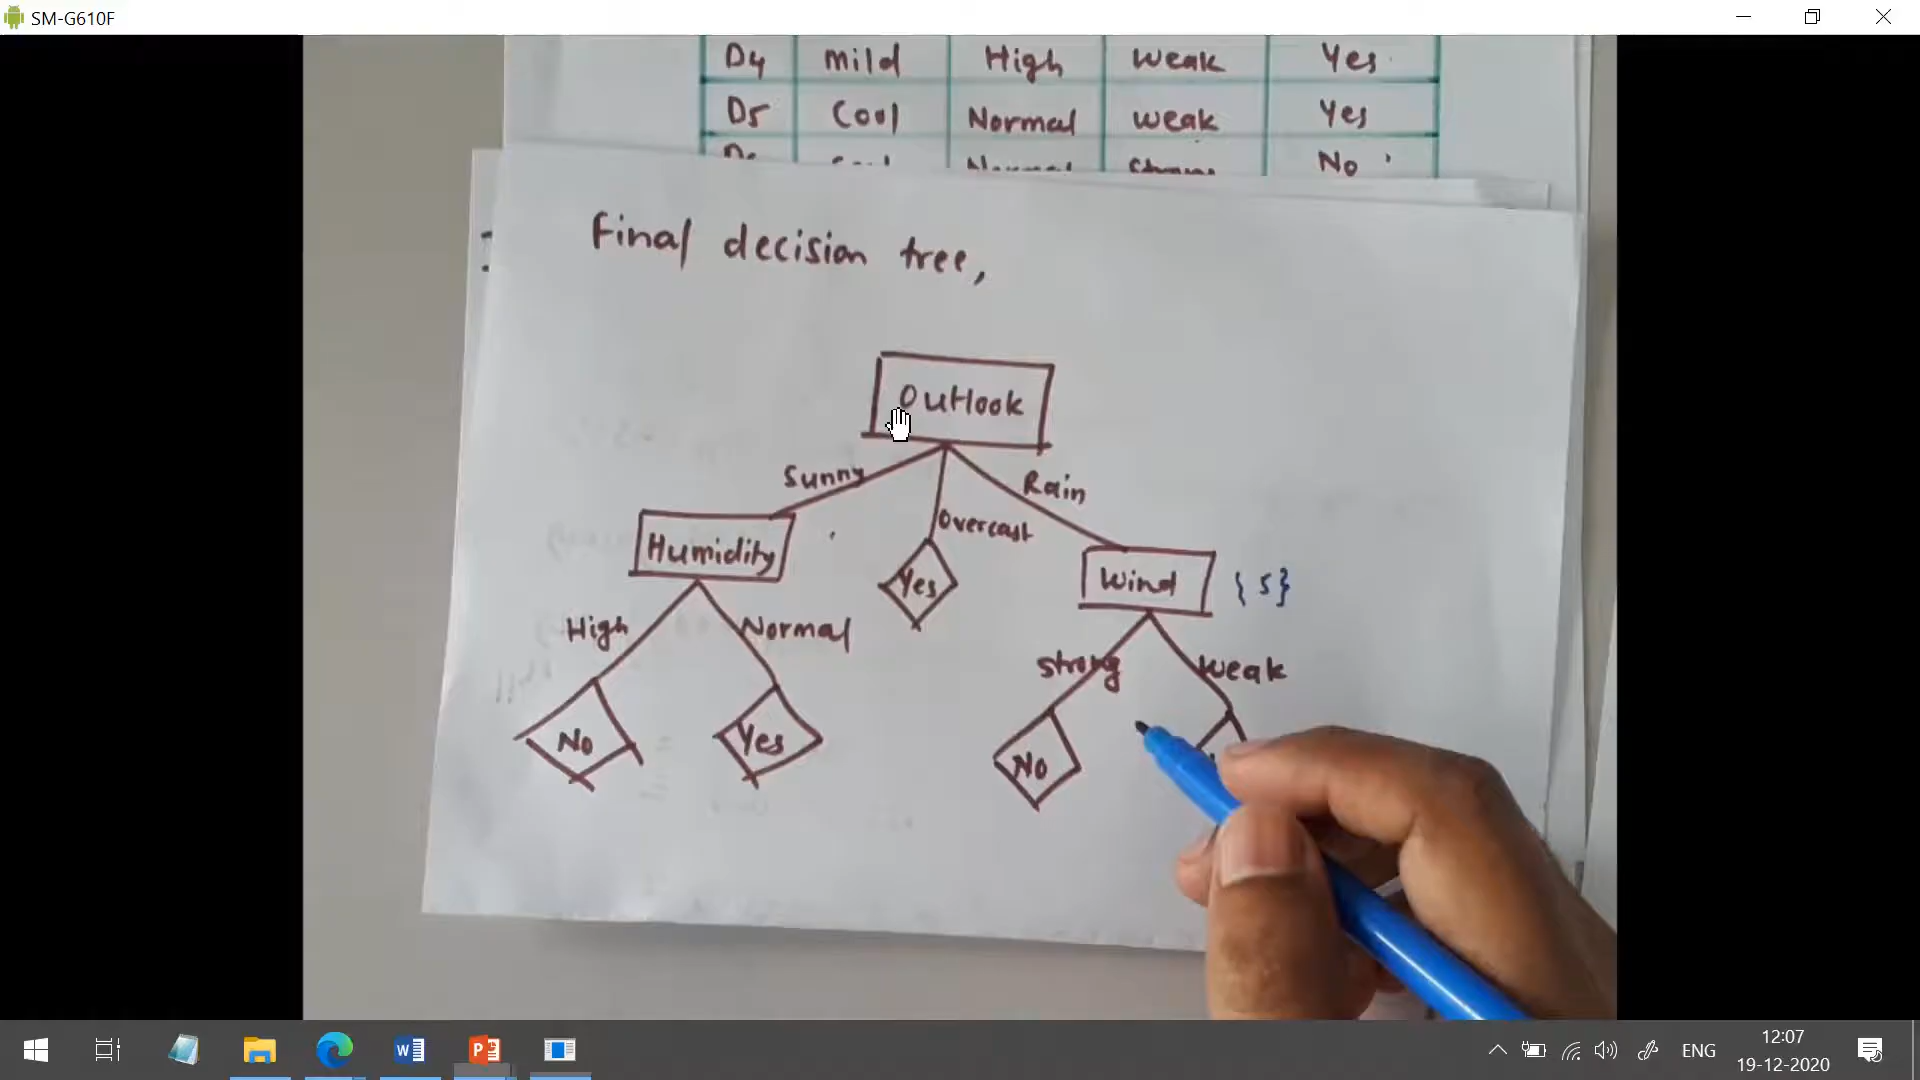 SM-G610F
D4 Mild High Weak Yes
D5 Cool Normal Weak Yes
No
Final decision tree,
Outlook
Sunny Overcast Rain
Humidity Yes Wind {5}
High Normal Strong Weak
No Yes No
ENG
12:07
19-12-2020